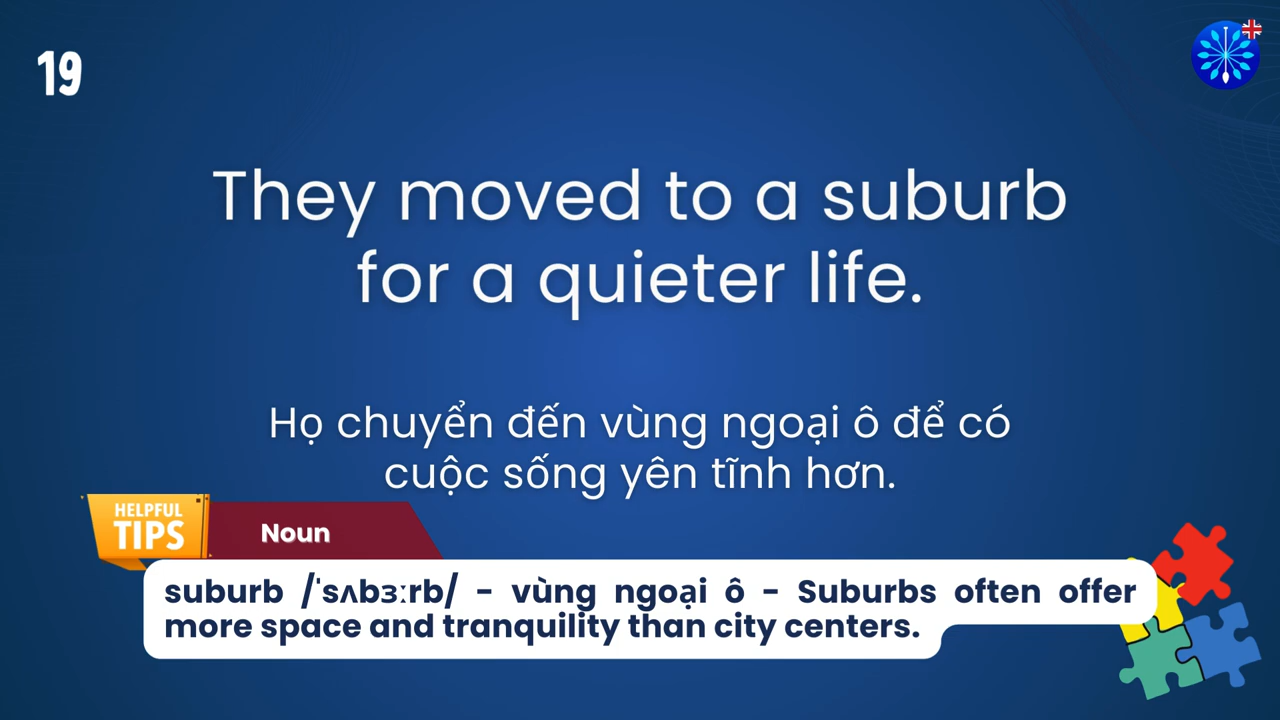 19
They moved to a suburb
for a quieter life.
Họ chuyển đến vùng ngoại ô để có
cuộc sống yên tĩnh hơn.
HELPFUL
TIPS
Noun
suburb /ˈsʌbɜːrb/ - vùng ngoại ô - Suburbs often offer
more space and tranquility than city centers.